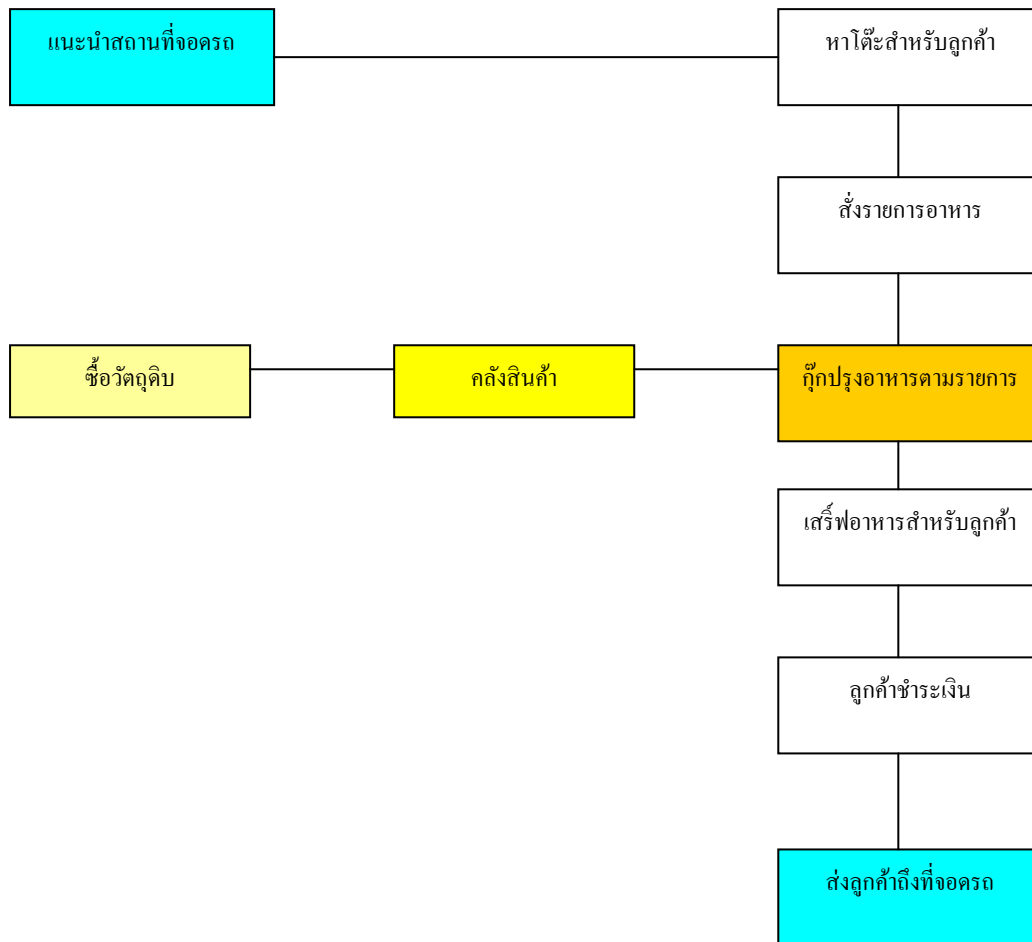 แนะนำสถานที่จอดรถ
หาโต๊ะสำหรับลูกค้า
สั่งรายการอาหาร
ซื้อวัตถุดิบ
คลังสินค้า
กุ๊กปรุงอาหารตามรายการ
เสริ์ฟอาหารสำหรับลูกค้า
ลูกค้าชำระเงิน
ส่งลูกค้าถึงที่จอดรถ